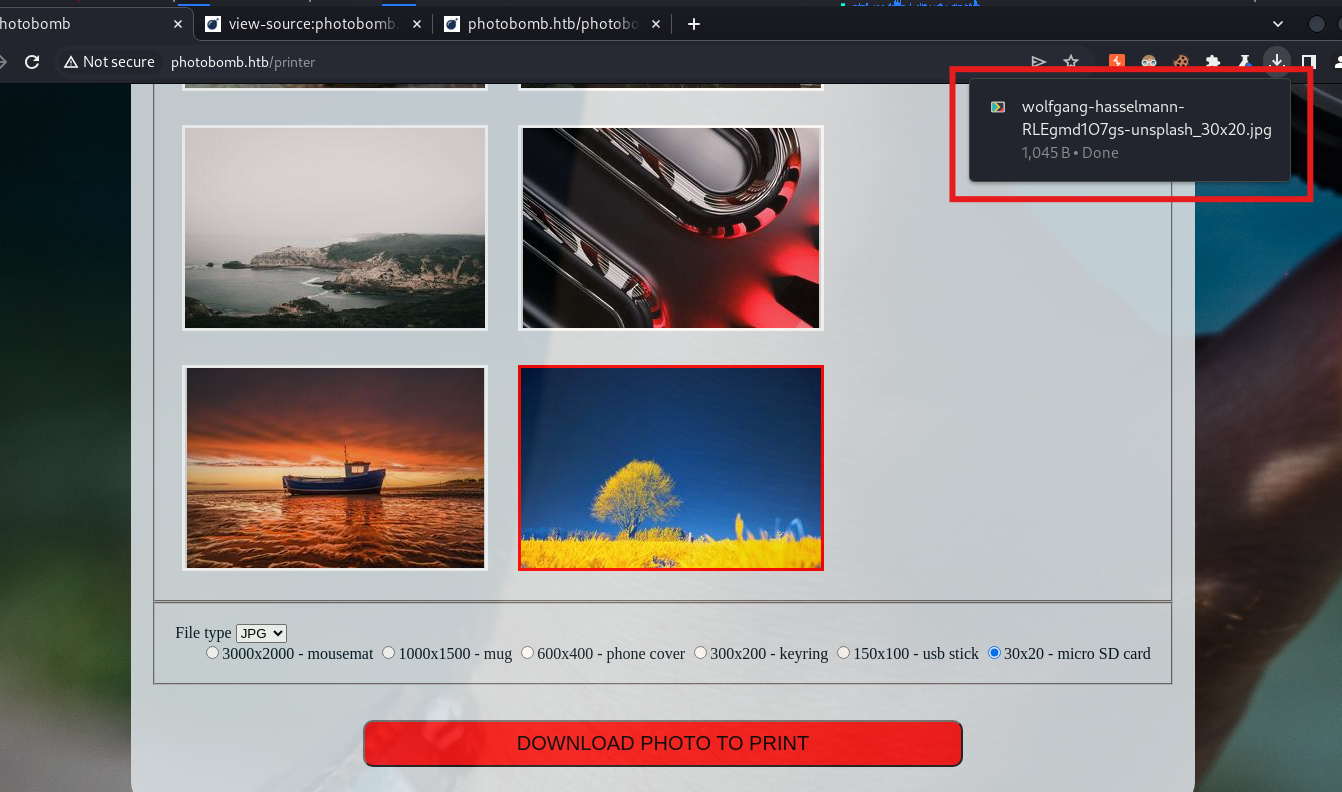 hotobomb
view-source:photobomb.
photobomb.htb/photobo
Not secure
photobomb.htb/printer
wolfgang-hasselmann-
RLEgmd1O7gs-unsplash_30x20.jpg
1,045 B • Done
File type JPG
3000x2000 - mousemat 1000x1500 - mug 600x400 - phone cover 300x200 - keyring 150x100 - usb stick 30x20 - micro SD card
DOWNLOAD PHOTO TO PRINT